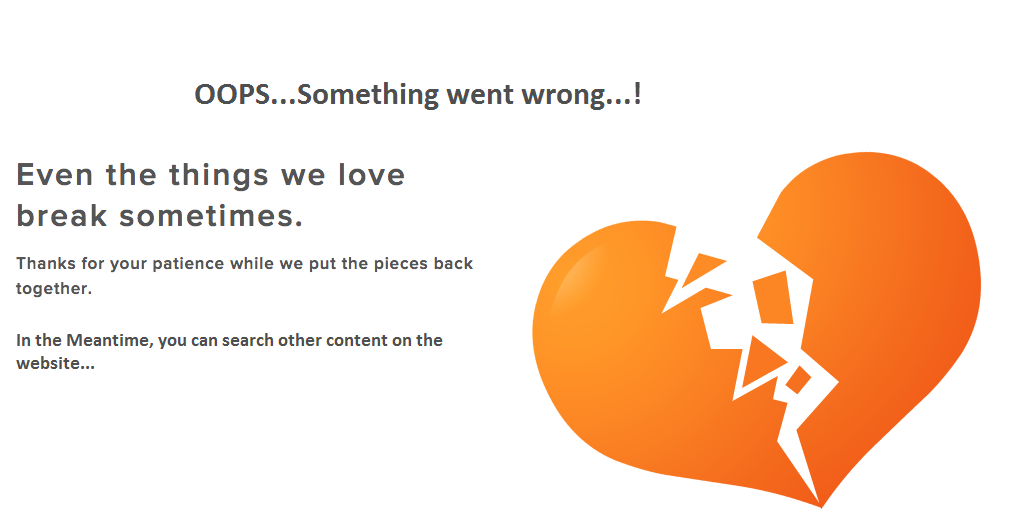 OOPS...Something went wrong...!
Even the things we love
break sometimes.
Thanks for your patience while we put the pieces back
together.
In the Meantime, you can search other content on the
website...